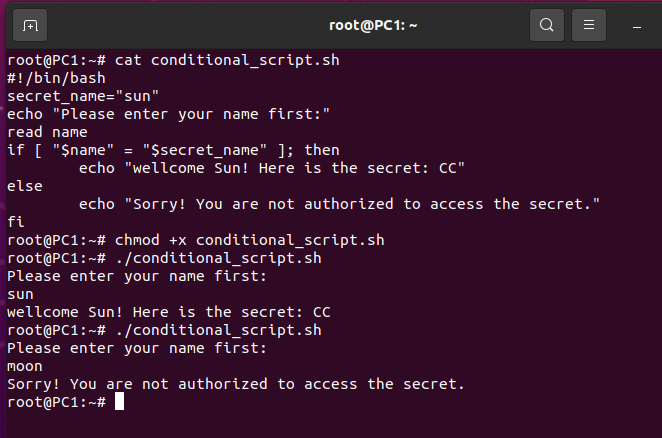 root@PC1: ~
root@PC1:~# cat conditional_script.sh
#!/bin/bash
secret_name="sun"
echo "Please enter your name first:"
read name
if [ "$name" = "$secret_name" ]; then
        echo "wellcome Sun! Here is the secret: CC"
else
        echo "Sorry! You are not authorized to access the secret."
fi
root@PC1:~# chmod +x conditional_script.sh
root@PC1:~# ./conditional_script.sh
Please enter your name first:
sun
wellcome Sun! Here is the secret: CC
root@PC1:~# ./conditional_script.sh
Please enter your name first:
moon
Sorry! You are not authorized to access the secret.
root@PC1:~#